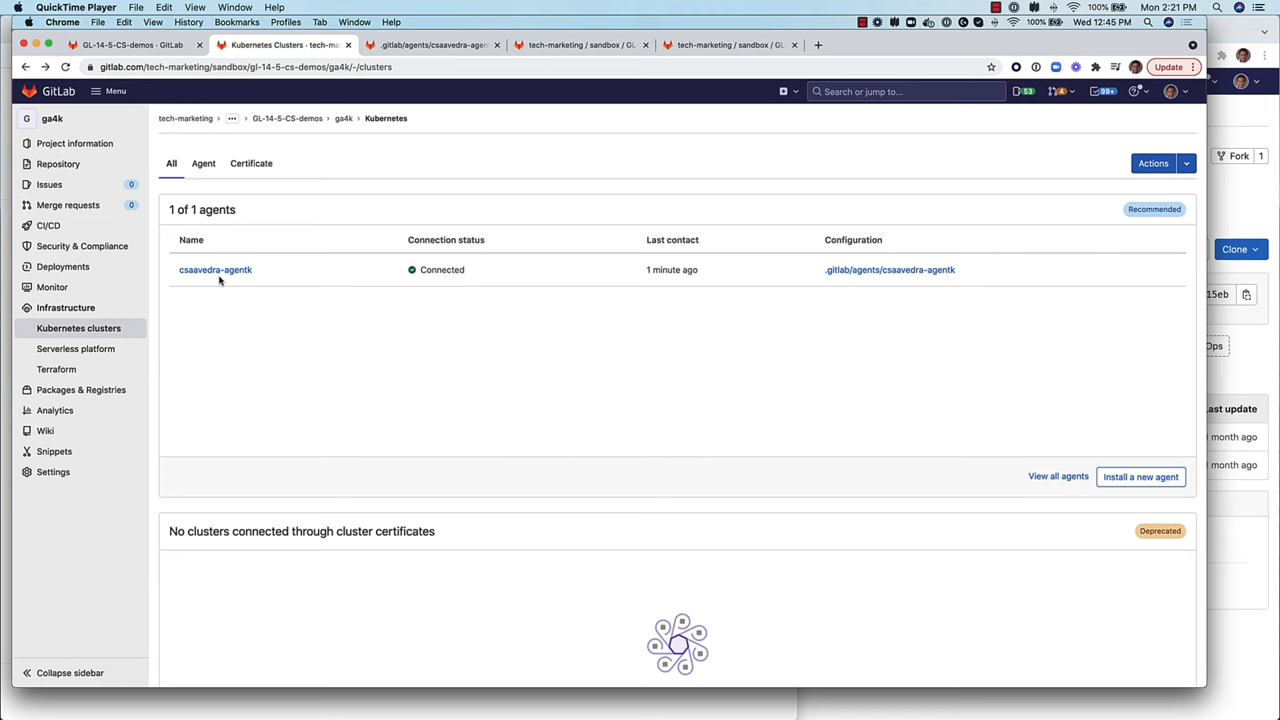 QuickTime Player File Edit View Window Help 100% Mon 2:21 PM
Chrome File Edit View History Bookmarks Profiles Tab Window Help 100% Wed 12:45 PM
GL-14-5-CS-demos · GitLab
Kubernetes Clusters · tech-ma
.gitlab/agents/csaavedra-agent
tech-marketing / sandbox / GL
tech-marketing / sandbox / GL
gitlab.com/tech-marketing/sandbox/gl-14-5-cs-demos/ga4k/-/clusters
Update
GitLab Menu
Search or jump to...
53
4
99+
G ga4k
tech-marketing > ... > GL-14-5-CS-demos > ga4k > Kubernetes
Project information
Repository
Issues 0
Merge requests 0
CI/CD
Security & Compliance
Deployments
Monitor
Infrastructure
Kubernetes clusters
Serverless platform
Terraform
Packages & Registries
Analytics
Wiki
Snippets
Settings
Collapse sidebar
All Agent Certificate
Actions
1 of 1 agents
Recommended
Name Connection status Last contact Configuration
csaavedra-agentk Connected 1 minute ago .gitlab/agents/csaavedra-agentk
View all agents Install a new agent
No clusters connected through cluster certificates
Deprecated
Fork 1
Clone
15eb
Ops
ast update
month ago
month ago